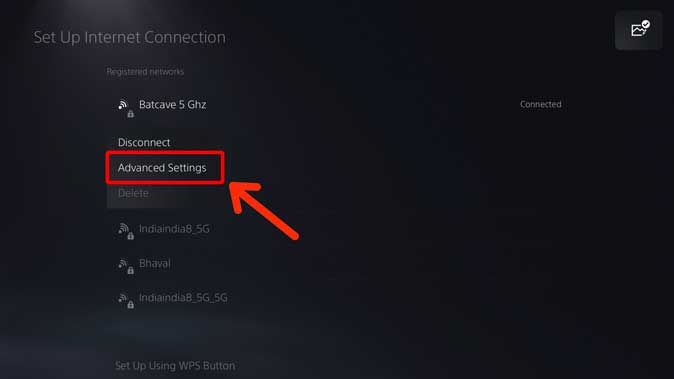 Set Up Internet Connection
Registered networks
Batcave 5 Ghz
Connected
Disconnect
Advanced Settings
Delete
Indiaindia8_5G
Bhaval
Indiaindia8_5G_5G
Set Up Using WPS Button